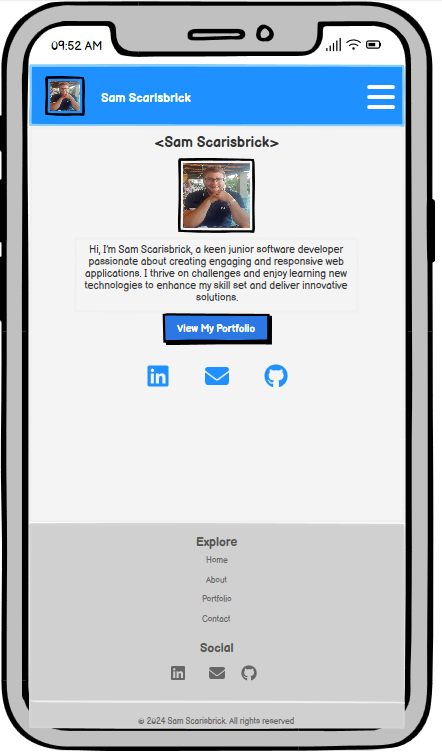 09:52 AM
Sam Scarisbrick
<Sam Scarisbrick>
Hi, I'm Sam Scarisbrick, a keen junior software developer
passionate about creating engaging and responsive web
applications. I thrive on challenges and enjoy learning new
technologies to enhance my skill set and deliver innovative
solutions.
View My Portfolio
in
Explore
Home
About
Portfolio
Contact
Social
in
© 2024 Sam Scarisbrick. All rights reserved